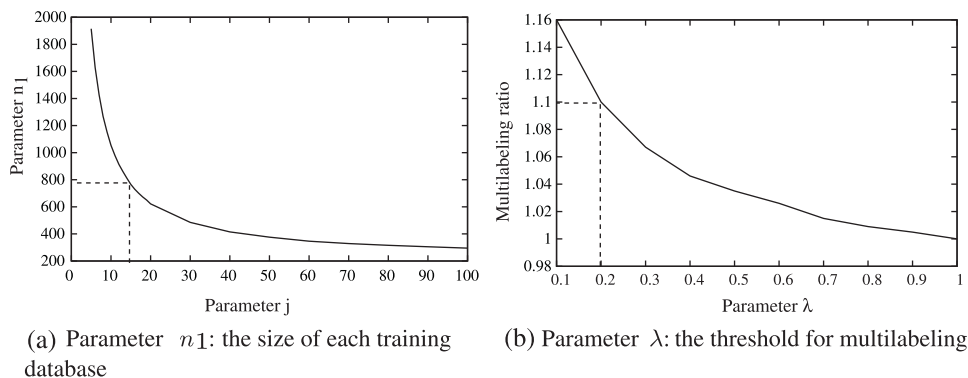 2000
1800
1600
1400
1200
1000
800
600
400
200
0 10 20 30 40 50 60 70 80 90 100
Parameter n1
Parameter j
(a) Parameter n1: the size of each training
database
1.16
1.14
1.12
1.1
1.08
1.06
1.04
1.02
1
0.98
0.1 0.2 0.3 0.4 0.5 0.6 0.7 0.8 0.9 1
Multilabeling ratio
Parameter λ
(b) Parameter λ: the threshold for multilabeling